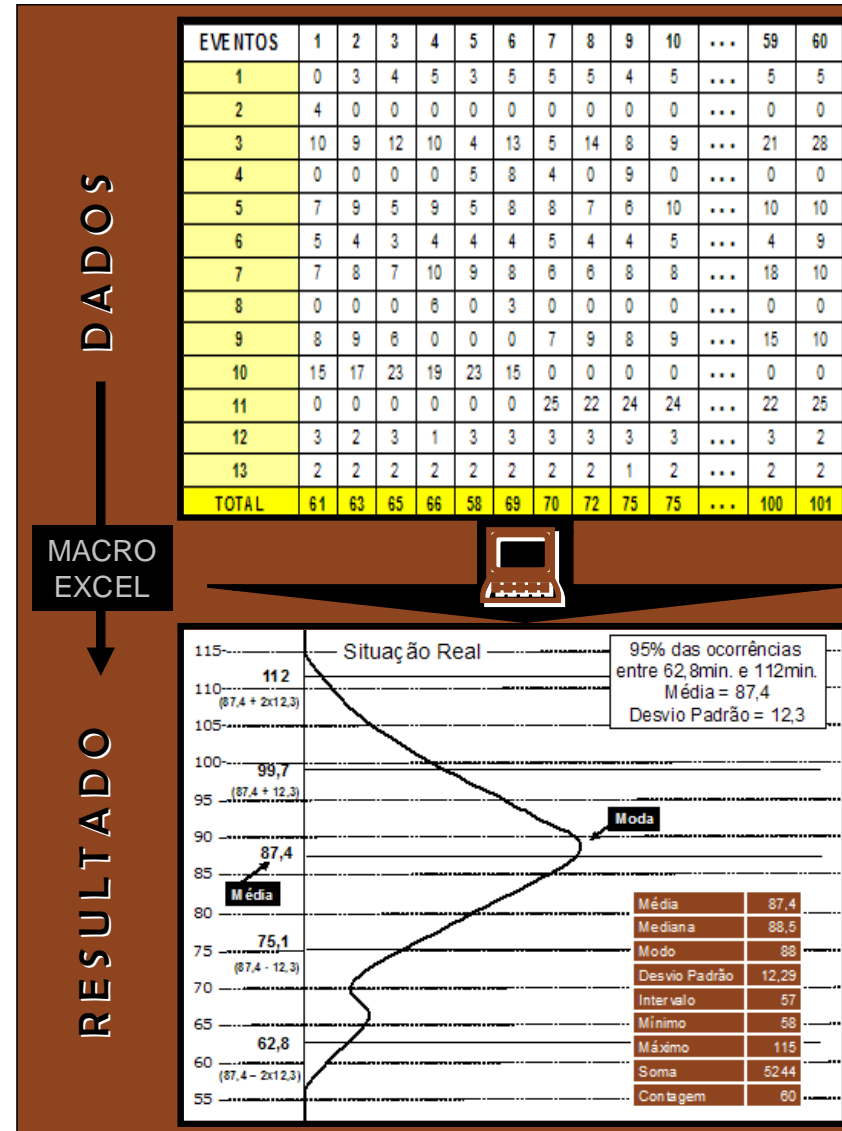 DADOS
EVENTOS 1 2 3 4 5 6 7 8 9 10 ... 59 60
1 0 3 4 5 3 5 5 5 4 5 ... 5 5
2 4 0 0 0 0 0 0 0 0 0 ... 0 0
3 10 9 12 10 4 13 5 14 8 9 ... 21 28
4 0 0 0 0 5 8 4 0 9 0 ... 0 0
5 7 9 5 9 5 8 8 7 6 10 ... 10 10
6 5 4 3 4 4 4 5 4 4 5 ... 4 9
7 7 8 7 10 9 8 6 6 8 8 ... 18 10
8 0 0 0 6 0 3 0 0 0 0 ... 0 0
9 8 9 6 0 0 0 7 9 8 9 ... 15 10
10 15 17 23 19 23 15 0 0 0 0 ... 0 0
11 0 0 0 0 0 0 25 22 24 24 ... 22 25
12 3 2 3 1 3 3 3 3 3 3 ... 3 2
13 2 2 2 2 2 2 2 2 1 2 ... 2 2
TOTAL 61 63 65 66 58 69 70 72 75 75 ... 100 101
MACRO
EXCEL
RESULTADO
Situação Real
95% das ocorrências
entre 62,8min. e 112min.
Média = 87,4
Desvio Padrão = 12,3
115
112
110
(87,4 + 2x12,3)
105
100
99,7
(87,4 + 12,3)
95
90
Moda
87,4
85
Média
80
75,1
75
(87,4 - 12,3)
70
65
62,8
60
(87,4 – 2x12,3)
55
Média 87,4
Mediana 88,5
Modo 88
Desvio Padrão 12,29
Intervalo 57
Mínimo 58
Máximo 115
Soma 5244
Contagem 60